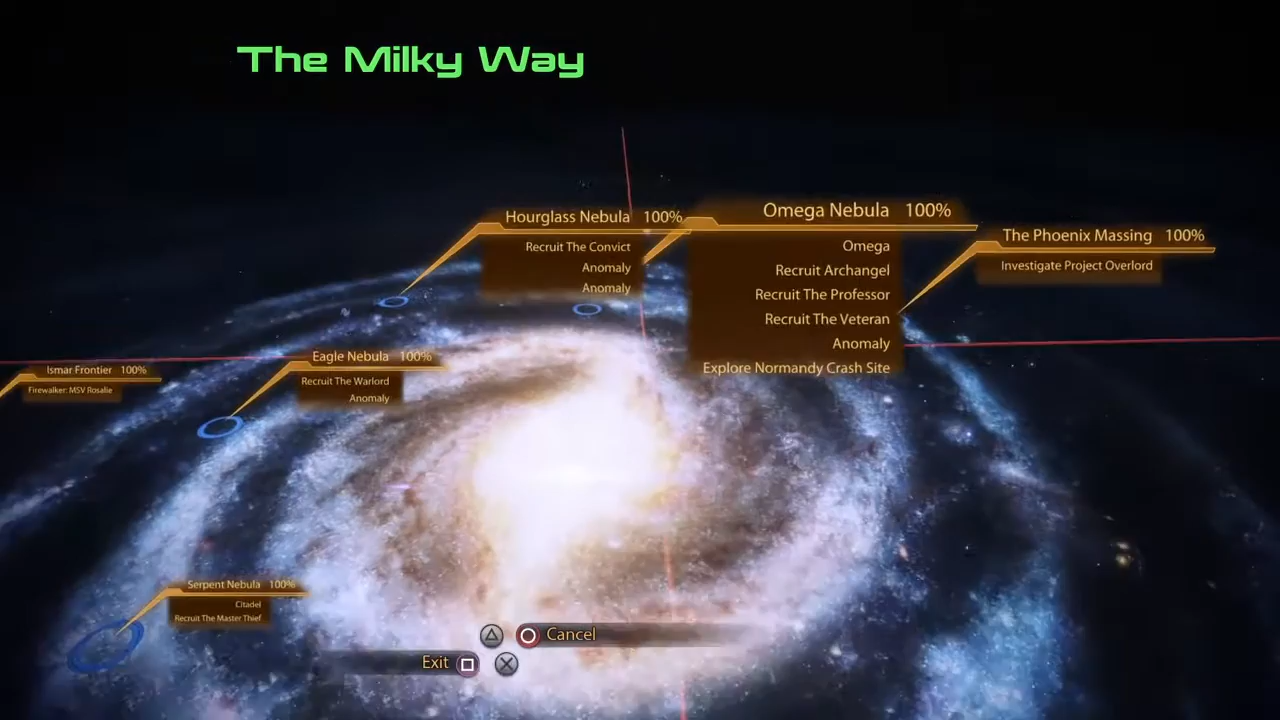 The Milky Way
Hourglass Nebula 100%
Recruit The Convict
Anomaly
Anomaly
Omega Nebula 100%
Omega
Recruit Archangel
Recruit The Professor
Recruit The Veteran
Anomaly
Explore Normandy Crash Site
The Phoenix Massing 100%
Investigate Project Overlord
Ismar Frontier 100%
Firewalker: MSV Rosalie
Eagle Nebula 100%
Recruit The Warlord
Anomaly
Serpent Nebula 100%
Citadel
Recruit The Master Thief
Cancel
Exit